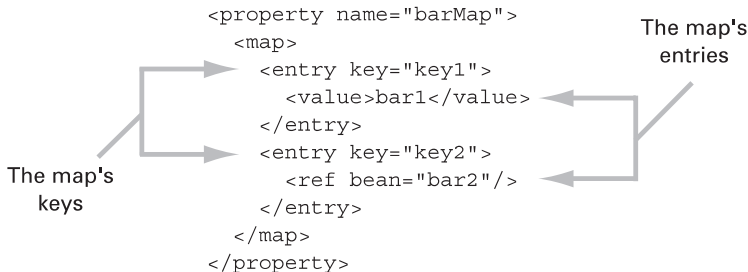 <property name="barMap">
<map>
<entry key="key1">
<value>bar1</value>
</entry>
<entry key="key2">
<ref bean="bar2"/>
</entry>
</map>
</property>
The map's
keys
The map's
entries